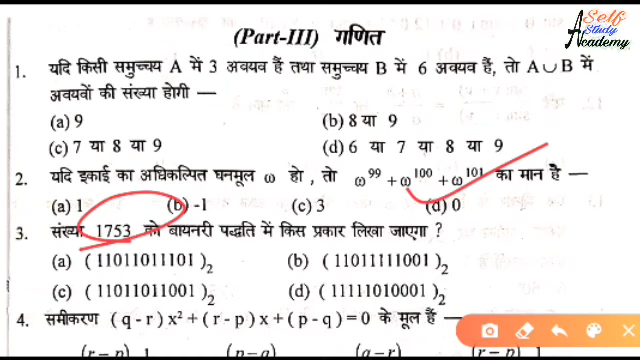 Self
Study
Academy
(Part-III) गणित
1. यदि किसी समुच्चय A में 3 अवयव हैं तथा समुच्चय B में 6 अवयव हैं, तो A∪B में
अवयवों की संख्या होगी —
(a) 9 (b) 8 या 9
(c) 7 या 8 या 9 (d) 6 या 7 या 8 या 9
2. यदि इकाई का अधिकल्पित घनमूल ω हो, तो ω⁹⁹ + ω¹⁰⁰ + ω¹⁰¹ का मान है —
(a) 1 (b) -1 (c) 3 (d) 0
3. संख्या 1753 को बायनरी पद्धति में किस प्रकार लिखा जाएगा ?
(a) (11011011101)₂ (b) (11011111001)₂
(c) (11011011001)₂ (d) (11111010001)₂
4. समीकरण (q-r) x² + (r-p) x + (p-q) = 0 के मूल हैं —